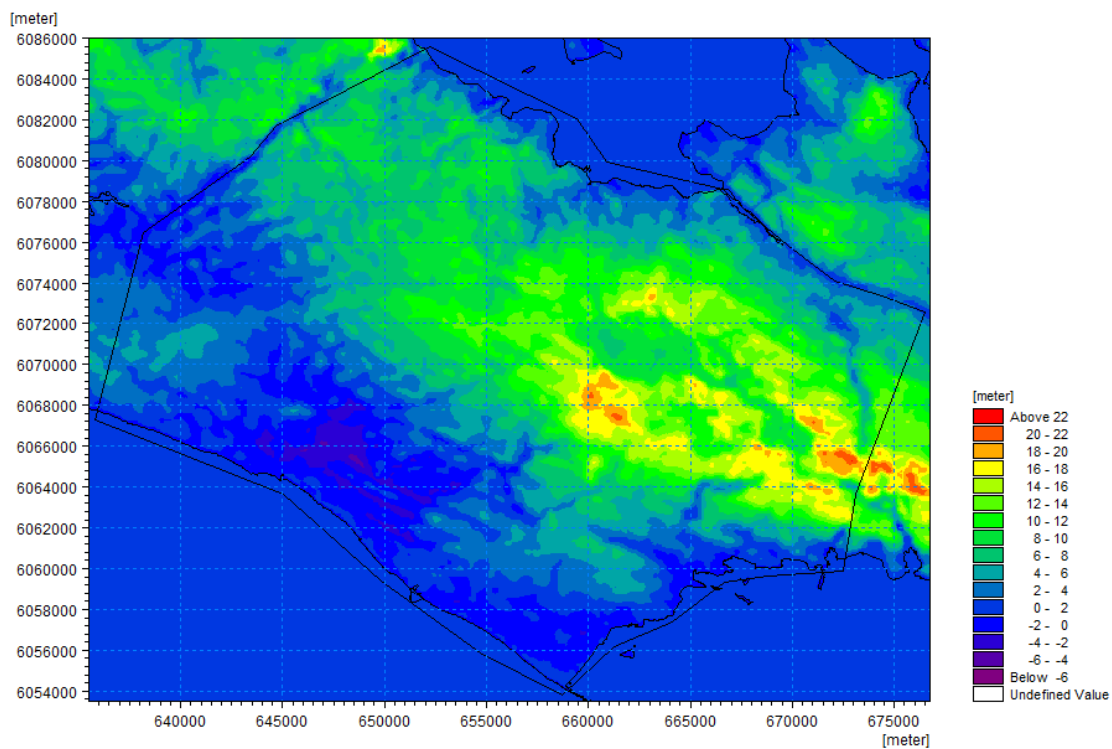 [meter]
6086000
6084000
6082000
6080000
6078000
6076000
6074000
6072000
6070000
6068000
6066000
6064000
6062000
6060000
6058000
6056000
6054000
640000 645000 650000 655000 660000 665000 670000 675000
[meter]
[meter]
Above 22
20 - 22
18 - 20
16 - 18
14 - 16
12 - 14
10 - 12
8 - 10
6 - 8
4 - 6
2 - 4
0 - 2
-2 - 0
-4 - -2
-6 - -4
Below -6
Undefined Value